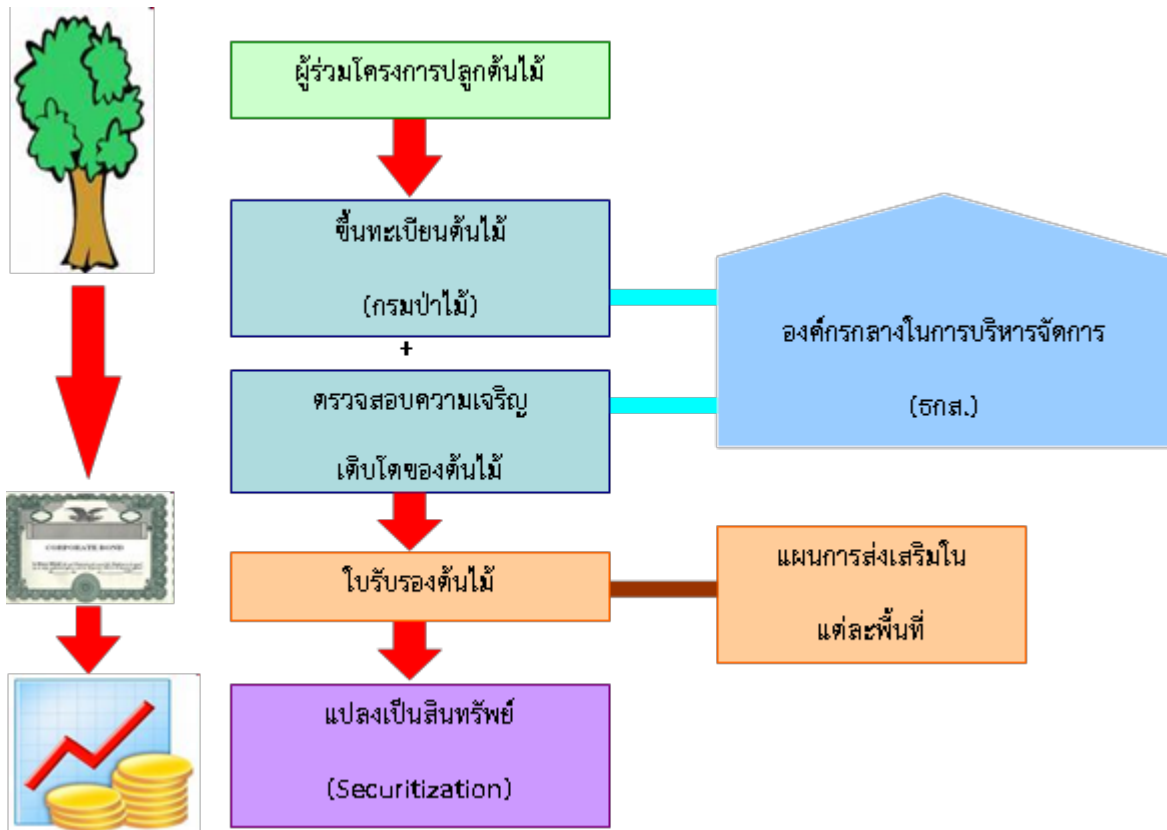 ผู้ร่วมโครงการปลูกต้นไม้
ขึ้นทะเบียนต้นไม้
(กรมป่าไม้)
+
ตรวจสอบความเจริญ
เติบโตของต้นไม้
องค์กรกลางในการบริหารจัดการ
(ธกส.)
CORPORATE BOND
ใบรับรองต้นไม้
แผนการส่งเสริมใน
แต่ละพื้นที่
แปลงเป็นสินทรัพย์
(Securitization)